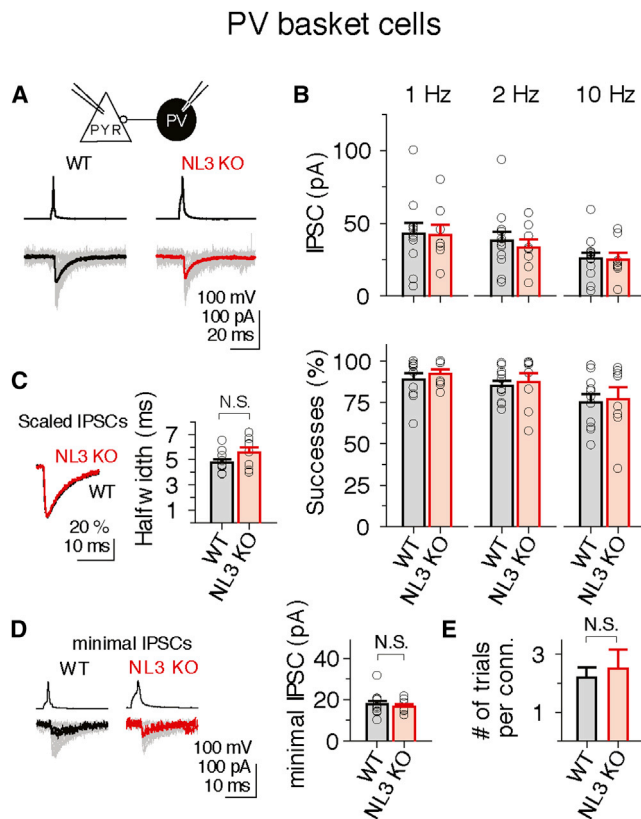 PV basket cells
A
PYR
PV
WT
NL3 KO
100 mV
100 pA
20 ms
B
1 Hz 2 Hz 10 Hz
IPSC (pA)
100
50
0
Successes (%)
100
75
50
25
0
WT
NL3 KO
WT
NL3 KO
WT
NL3 KO
C
Scaled IPSCs
NL3 KO
WT
20 %
10 ms
Half width (ms)
7
5
3
1
N.S.
WT
NL3 KO
D
minimal IPSCs
WT
NL3 KO
100 mV
100 pA
10 ms
minimal IPSC (pA)
40
20
0
N.S.
WT
NL3 KO
E
# of trials
per conn.
3
1
N.S.
WT
NL3 KO